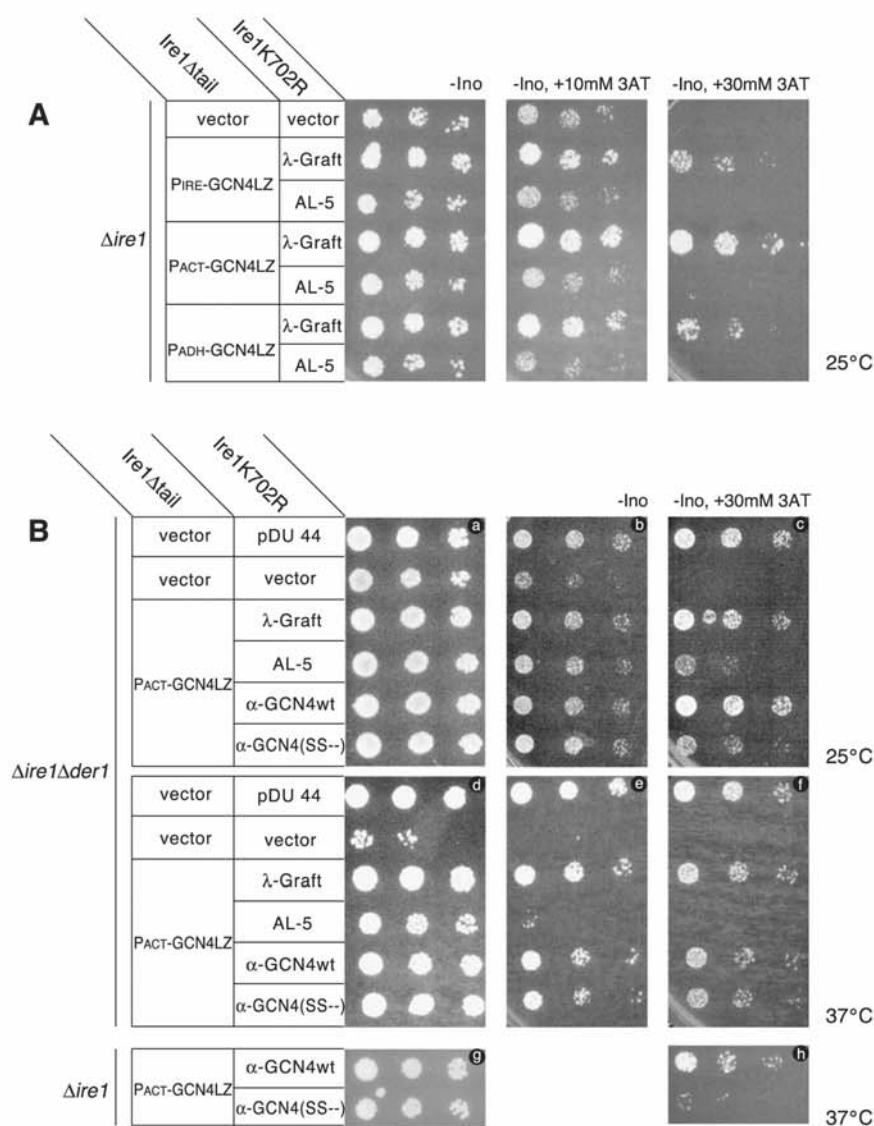 Ire1Δtail
Ire1K702R
-Ino
-Ino, +10mM 3AT
-Ino, +30mM 3AT
A
Δire1
vector
vector
PIRE-GCN4LZ
λ-Graft
AL-5
PACT-GCN4LZ
λ-Graft
AL-5
PADH-GCN4LZ
λ-Graft
AL-5
25°C
Ire1Δtail
Ire1K702R
-Ino
-Ino, +30mM 3AT
B
Δire1Δder1
vector
pDU 44
a
b
c
vector
vector
PACT-GCN4LZ
λ-Graft
AL-5
α-GCN4wt
α-GCN4(SS--)
25°C
vector
pDU 44
d
e
f
vector
vector
PACT-GCN4LZ
λ-Graft
AL-5
α-GCN4wt
α-GCN4(SS--)
37°C
Δire1
PACT-GCN4LZ
α-GCN4wt
g
h
α-GCN4(SS--)
37°C